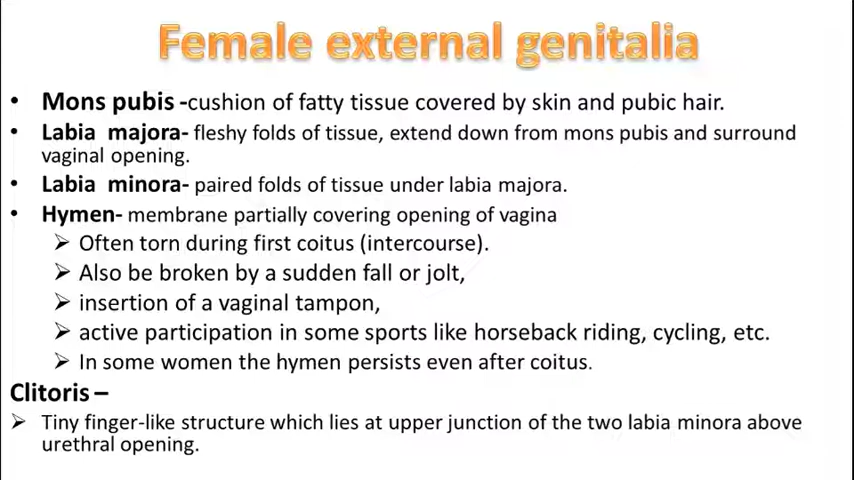 Female external genitalia
• Mons pubis -cushion of fatty tissue covered by skin and pubic hair.
• Labia majora- fleshy folds of tissue, extend down from mons pubis and surround
vaginal opening.
• Labia minora- paired folds of tissue under labia majora.
• Hymen- membrane partially covering opening of vagina
➢ Often torn during first coitus (intercourse).
➢ Also be broken by a sudden fall or jolt,
➢ insertion of a vaginal tampon,
➢ active participation in some sports like horseback riding, cycling, etc.
➢ In some women the hymen persists even after coitus.
Clitoris –
➢ Tiny finger-like structure which lies at upper junction of the two labia minora above
urethral opening.